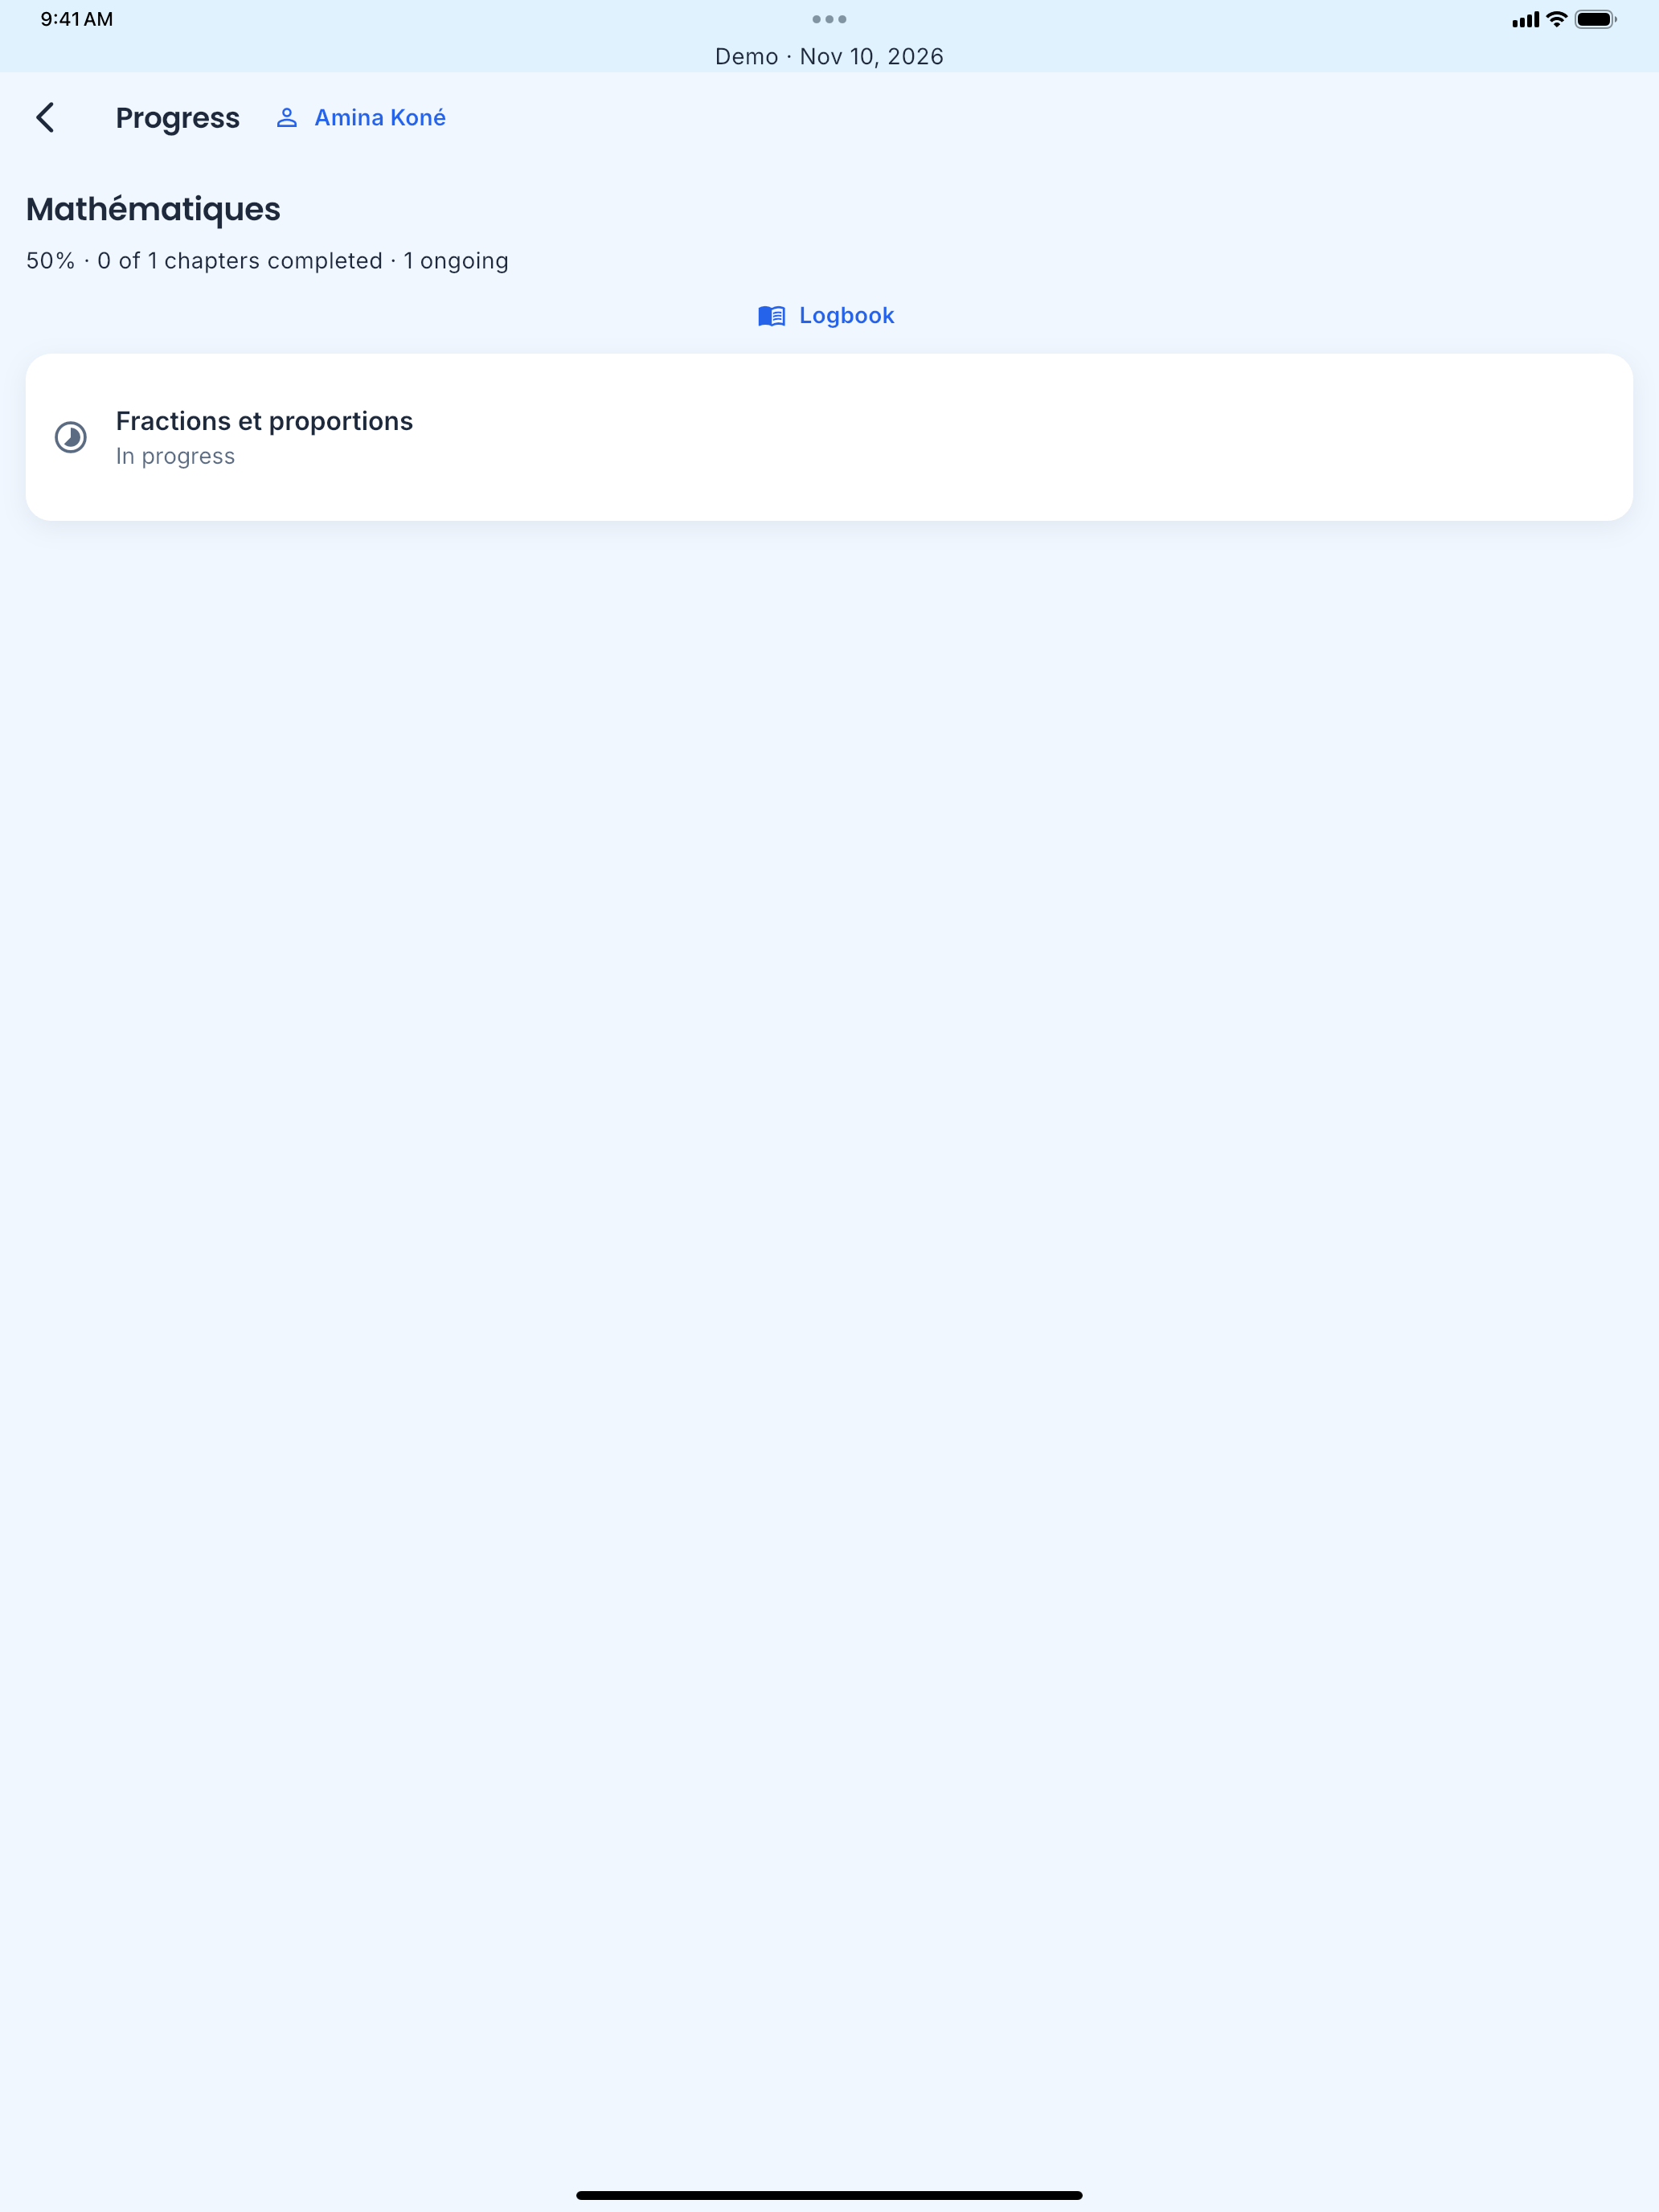 9:41 AM
Demo · Nov 10, 2026
Progress
Amina Koné
Mathématiques
50% · 0 of 1 chapters completed · 1 ongoing
Logbook
Fractions et proportions
In progress